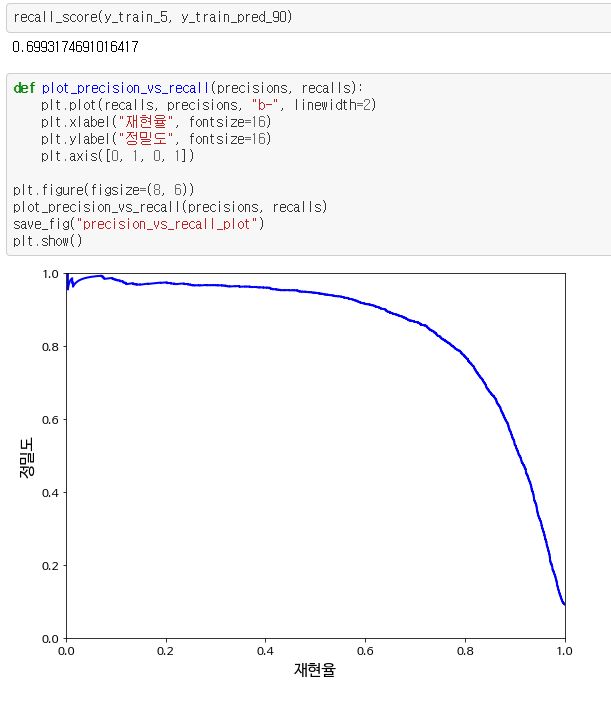 recall_score(y_train_5, y_train_pred_90)
0.6993174691016417
def plot_precision_vs_recall(precisions, recalls):
    plt.plot(recalls, precisions, "b-", linewidth=2)
    plt.xlabel("재현율", fontsize=16)
    plt.ylabel("정밀도", fontsize=16)
    plt.axis([0, 1, 0, 1])
plt.figure(figsize=(8, 6))
plot_precision_vs_recall(precisions, recalls)
save_fig("precision_vs_recall_plot")
plt.show()
1.0
0.8
0.6
0.4
0.2
0.0
정밀도
0.0 0.2 0.4 0.6 0.8 1.0
재현율